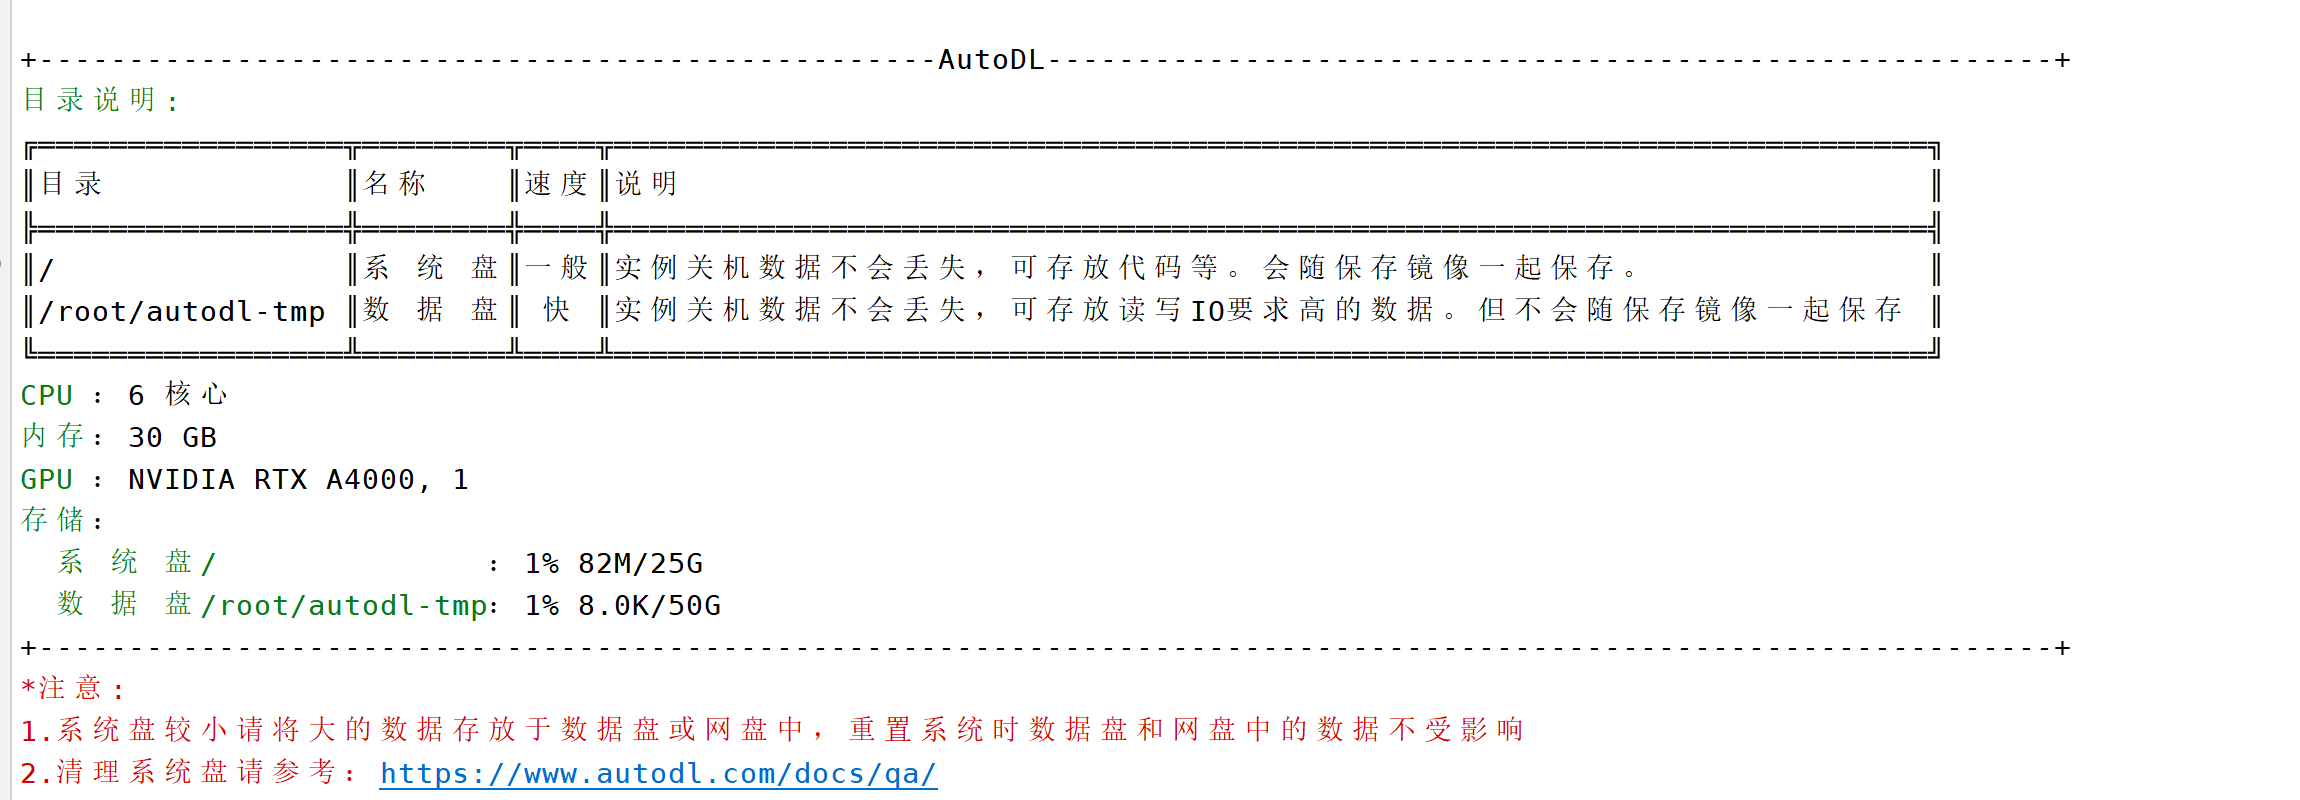 +--------------------------------------------------AutoDL--------------------------------------------------------+
目录说明:
╔═════════════════╦════════╦════╦═════════════════════════════════════════════════════════════════════════╗
║目录             ║名称    ║速度║说明                                                                     ║
╠═════════════════╬════════╬════╬═════════════════════════════════════════════════════════════════════════╣
║/                ║系 统 盘║一般║实例关机数据不会丢失，可存放代码等。会随保存镜像一起保存。               ║
║/root/autodl-tmp ║数 据 盘║ 快 ║实例关机数据不会丢失，可存放读写IO要求高的数据。但不会随保存镜像一起保存 ║
╚═════════════════╩════════╩════╩═════════════════════════════════════════════════════════════════════════╝
CPU ：6 核心
内存：30 GB
GPU ：NVIDIA RTX A4000, 1
存储：
  系 统 盘/               ：1% 82M/25G
  数 据 盘/root/autodl-tmp：1% 8.0K/50G
+----------------------------------------------------------------------------------------------------------------+
*注意:
1.系统盘较小请将大的数据存放于数据盘或网盘中，重置系统时数据盘和网盘中的数据不受影响
2.清理系统盘请参考：https://www.autodl.com/docs/qa/